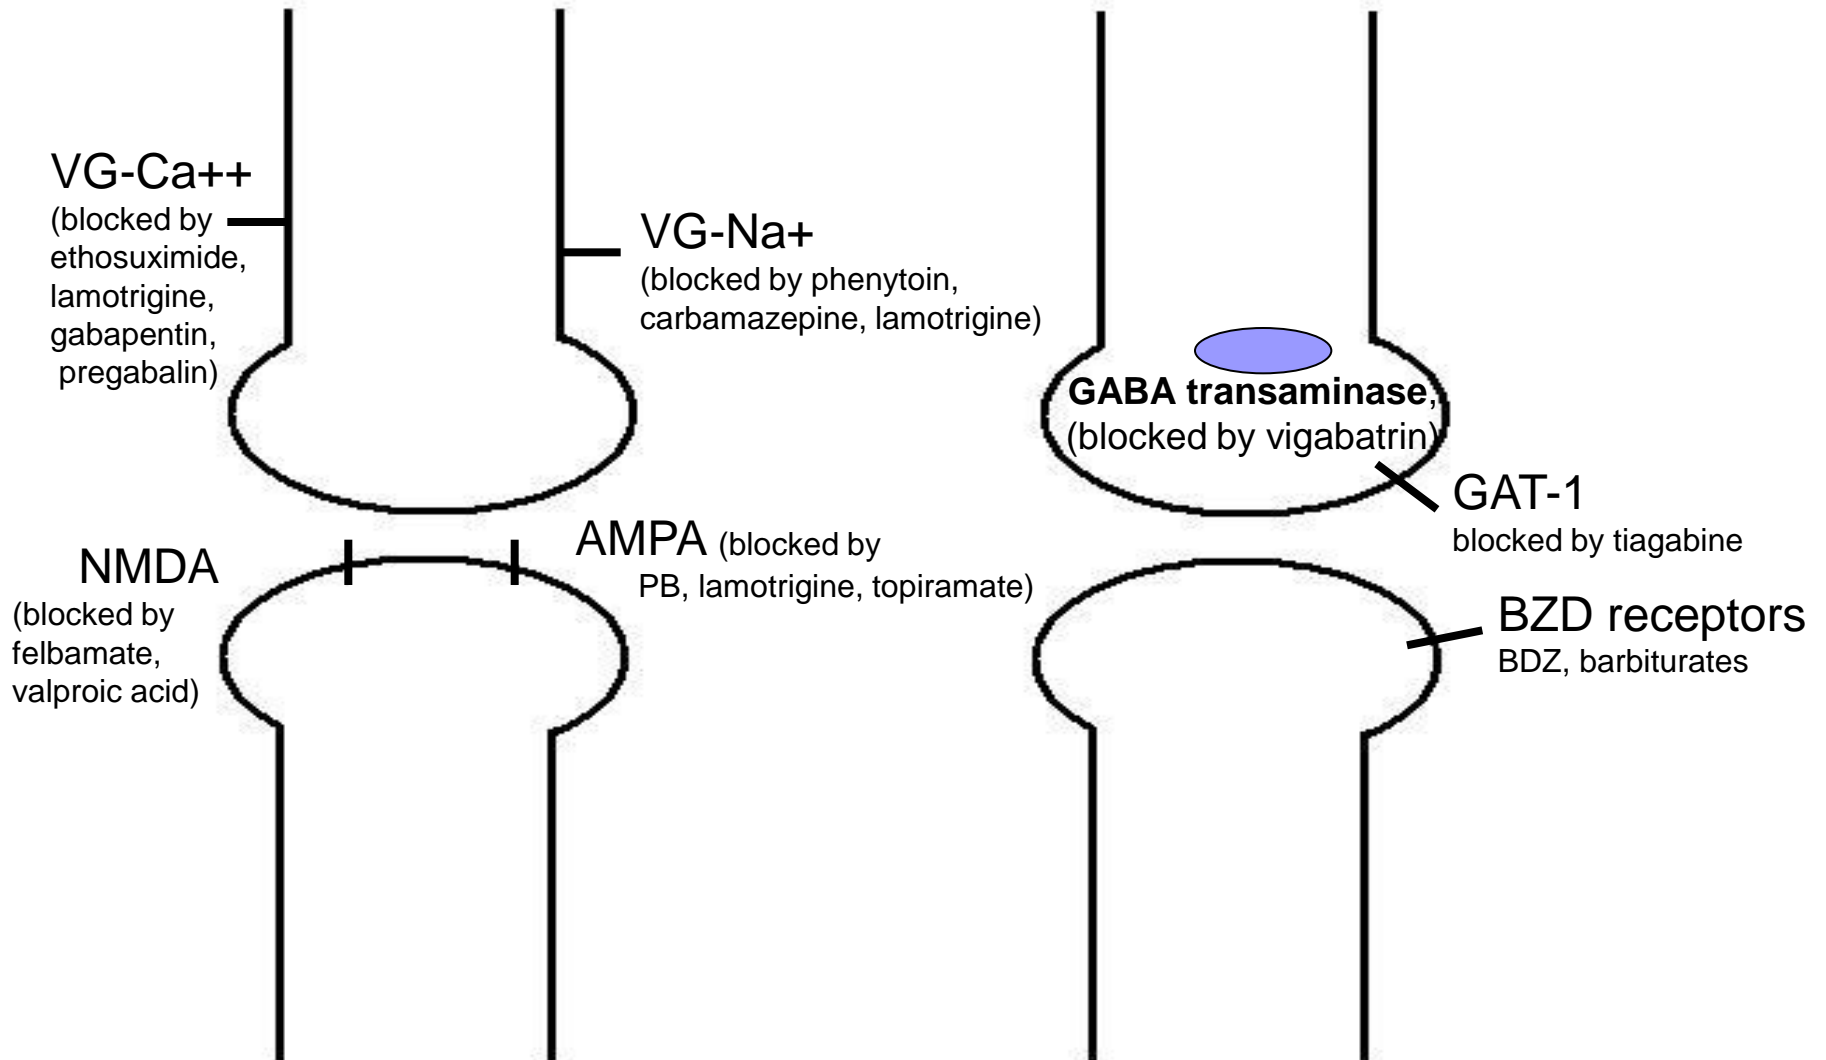 VG-Ca++
(blocked by
ethosuximide,
lamotrigine,
gabapentin,
pregabalin)
VG-Na+
(blocked by phenytoin,
carbamazepine, lamotrigine)
NMDA
(blocked by
felbamate,
valproic acid)
AMPA (blocked by
PB, lamotrigine, topiramate)
GABA transaminase,
(blocked by vigabatrin)
GAT-1
blocked by tiagabine
BZD receptors
BDZ, barbiturates